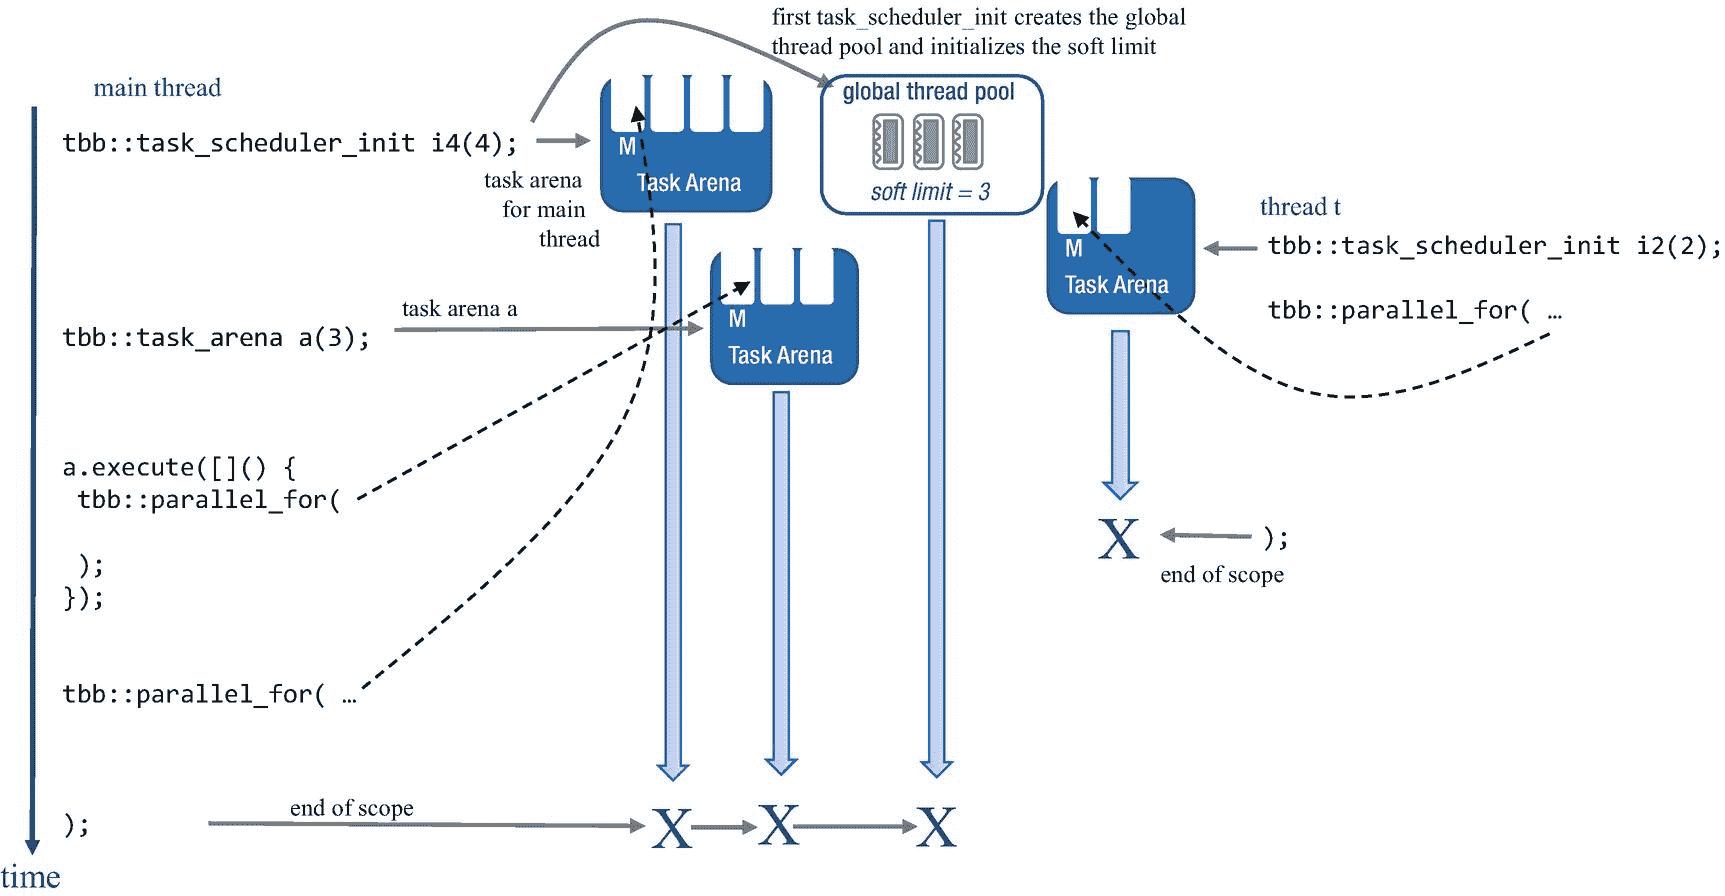 first task_scheduler_init creates the global
thread pool and initializes the soft limit
main thread
tbb::task_scheduler_init i4(4);
task arena
for main
thread
M
Task Arena
global thread pool
soft limit = 3
thread t
tbb::task_scheduler_init i2(2);
M
Task Arena
tbb::parallel_for( …
task arena a
tbb::task_arena a(3);
M
Task Arena
a.execute([]() {
tbb::parallel_for(
);
});
X
);
end of scope
tbb::parallel_for( …
end of scope
);
X
X
X
time